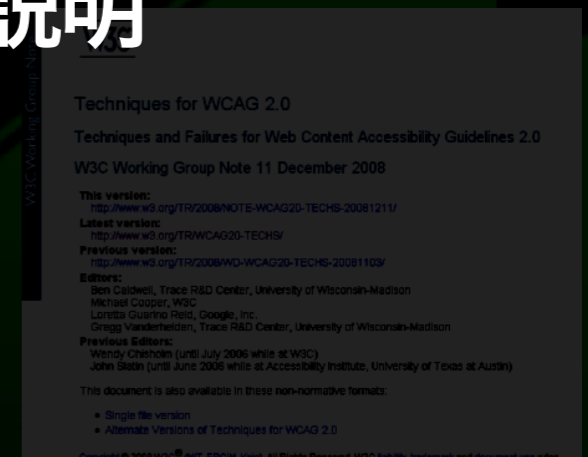 説明
W3C
W3C Working Group No
Techniques for WCAG 2.0
Techniques and Failures for Web Content Accessibility Guidelines 2.0
W3C Working Group Note 11 December 2008
This version:
http://www.w3.org/TR/2008/NOTE-WCAG20-TECHS-20081211/
Latest version:
http://www.w3.org/TR/WCAG20-TECHS/
Previous version:
http://www.w3.org/TR/2008/WD-WCAG20-TECHS-20081103/
Editors:
Ben Caldwell, Trace R&D Center, University of Wisconsin-Madison
Michael Cooper, W3C
Loretta Guarino Reid, Google, Inc.
Gregg Vanderheiden, Trace R&D Center, University of Wisconsin-Madison
Previous Editors:
Wendy Chisholm (until July 2006 while at W3C)
John Slatin (until June 2006 while at Accessibility Institute, University of Texas at Austin)
This document is also available in these non-normative formats:
Single file version
Alternate Versions of Techniques for WCAG 2.0